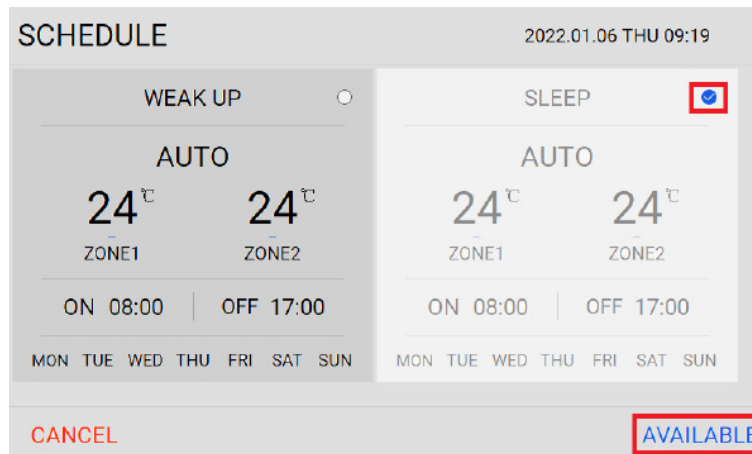 SCHEDULE 2022.01.06 THU 09:19
WEAK UP
SLEEP
AUTO
AUTO
24℃ 24℃
24℃ 24℃
ZONE1 ZONE2
ZONE1 ZONE2
ON 08:00 OFF 17:00
ON 08:00 OFF 17:00
MON TUE WED THU FRI SAT SUN
MON TUE WED THU FRI SAT SUN
CANCEL
AVAILABLE